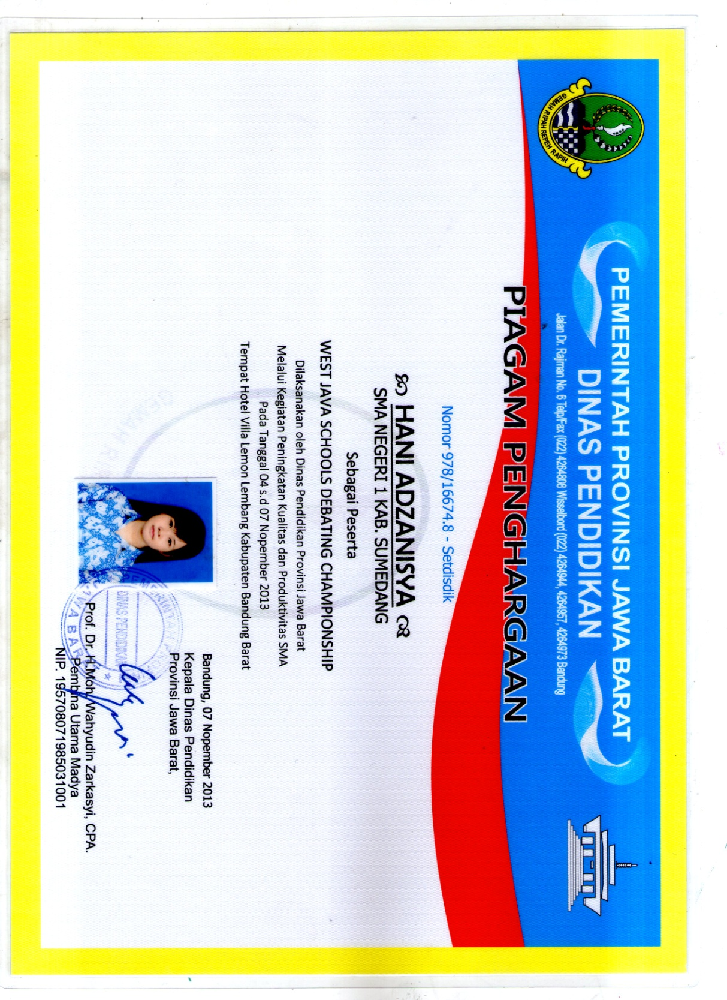 PEMERINTAH PROVINSI JAWA BARAT
DINAS PENDIDIKAN
Jalan Dr. Rajiman No. 6 Telp/Fax (022) 4264808 Wisselbord (022) 4264944, 4264957, 4264973 Bandung
GEMAH RIPAH REPEH RAPIH
PIAGAM PENGHARGAAN
Nomor 978/16674.8 - Setdisdik
HANI ADZANISYA
SMA NEGERI 1 KAB. SUMEDANG
Sebagai Peserta
WEST JAVA SCHOOLS DEBATING CHAMPIONSHIP
Dilaksanakan oleh Dinas Pendidikan Provinsi Jawa Barat
Melalui Kegiatan Peningkatan Kualitas dan Produktivitas SMA
Pada Tanggal 04 s.d 07 Nopember 2013
Tempat Hotel Villa Lemon Lembang Kabupaten Bandung Barat
Bandung, 07 Nopember 2013
Kepala Dinas Pendidikan
Provinsi Jawa Barat,
DINAS PENDIDIKAN
Prof. Dr. H.Moh. Wahyudin Zarkasyi, CPA.
Pembina Utama Madya
NIP. 195708071985031001